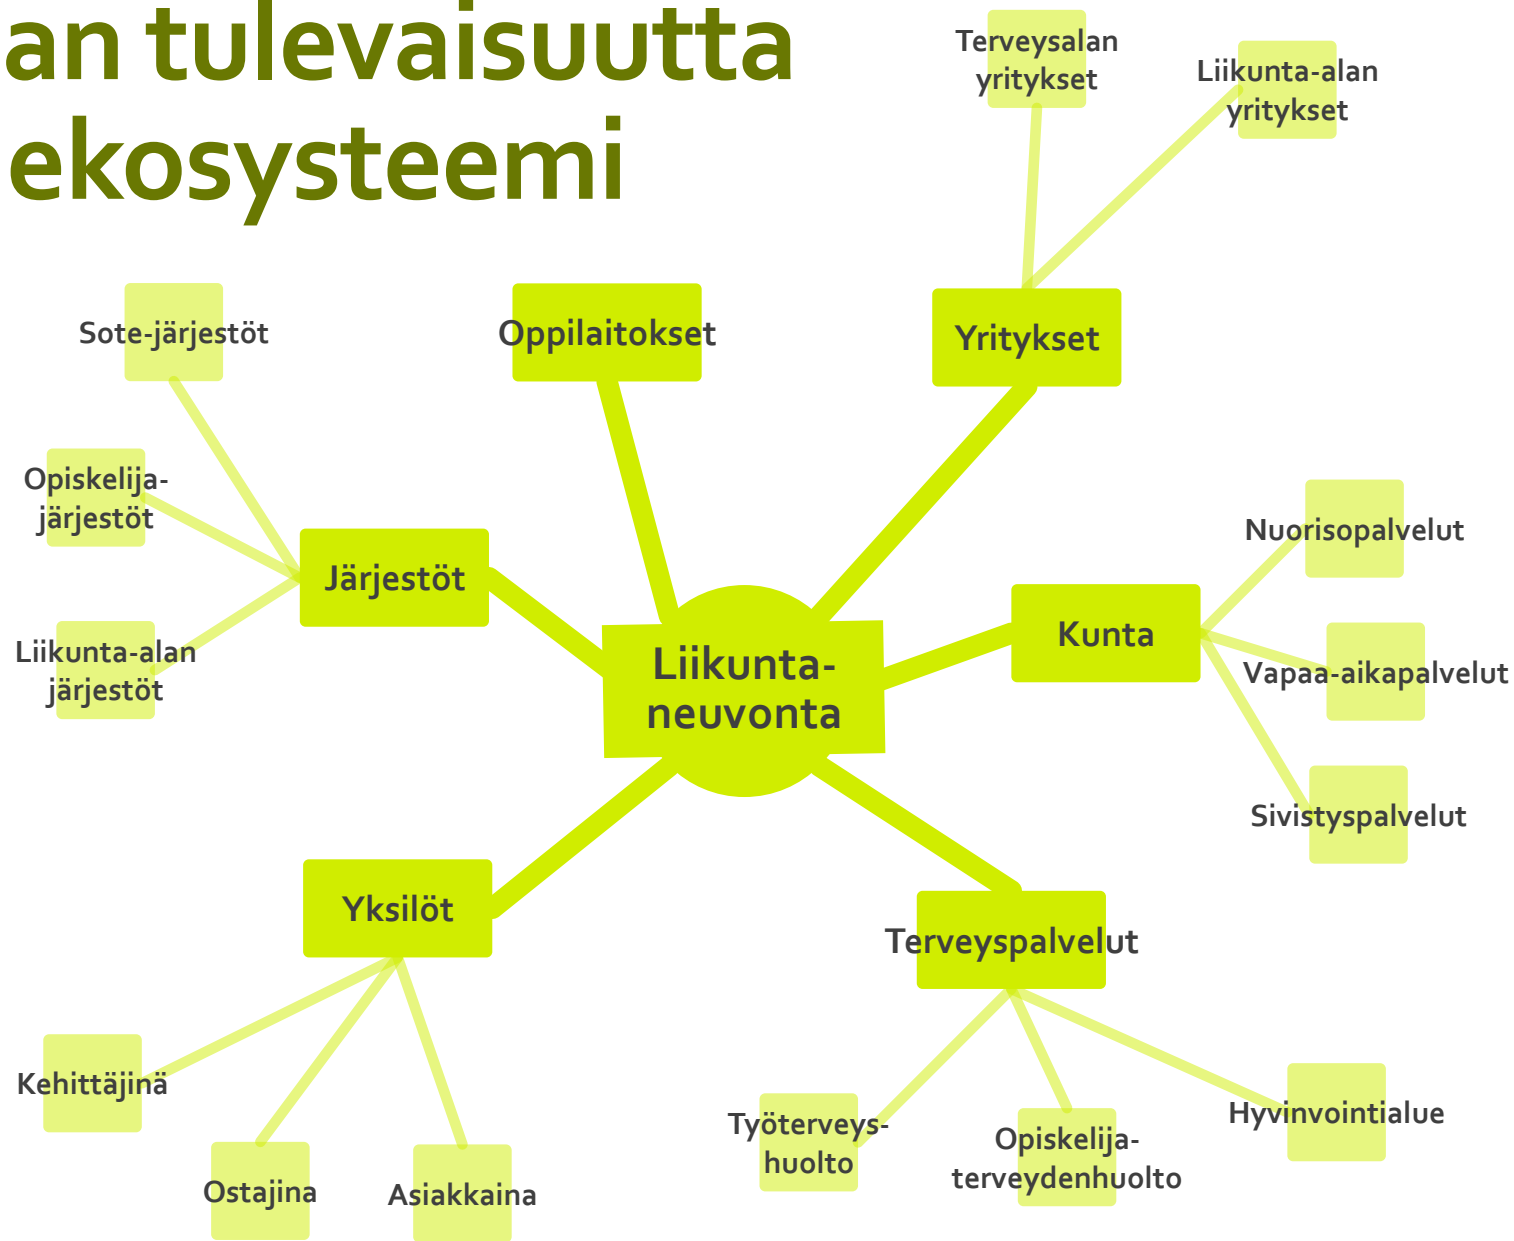 an tulevaisuutta
ekosysteemi
Terveysalan
yritykset
Liikunta-alan
yritykset
Sote-järjestöt
Oppilaitokset
Yritykset
Opiskelija-
järjestöt
Järjestöt
Nuorisopalvelut
Liikunta-alan
järjestöt
Liikunta-
neuvonta
Kunta
Vapaa-aikapalvelut
Sivistyspalvelut
Yksilöt
Terveyspalvelut
Kehittäjinä
Ostajina
Asiakkaina
Työterveys-
huolto
Opiskelija-
terveydenhuolto
Hyvinvointialue